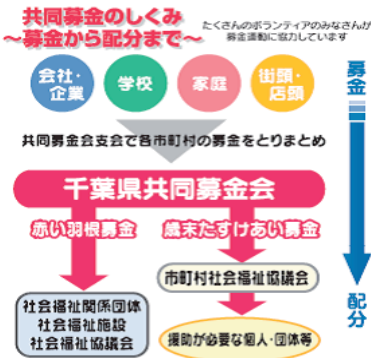 共同募金のしくみ
～募金から配分まで～
たくさんのボランティアのみなさんが
募金運動に協力しています
会社・
企業
学校
家庭
街頭・
店頭
募金
共同募金会支会で各市町村の募金をとりまとめ
千葉県共同募金会
赤い羽根募金
歳末たすけあい募金
市町村社会福祉協議会
社会福祉関係団体
社会福祉施設
社会福祉協議会
援助が必要な個人・団体等
配分